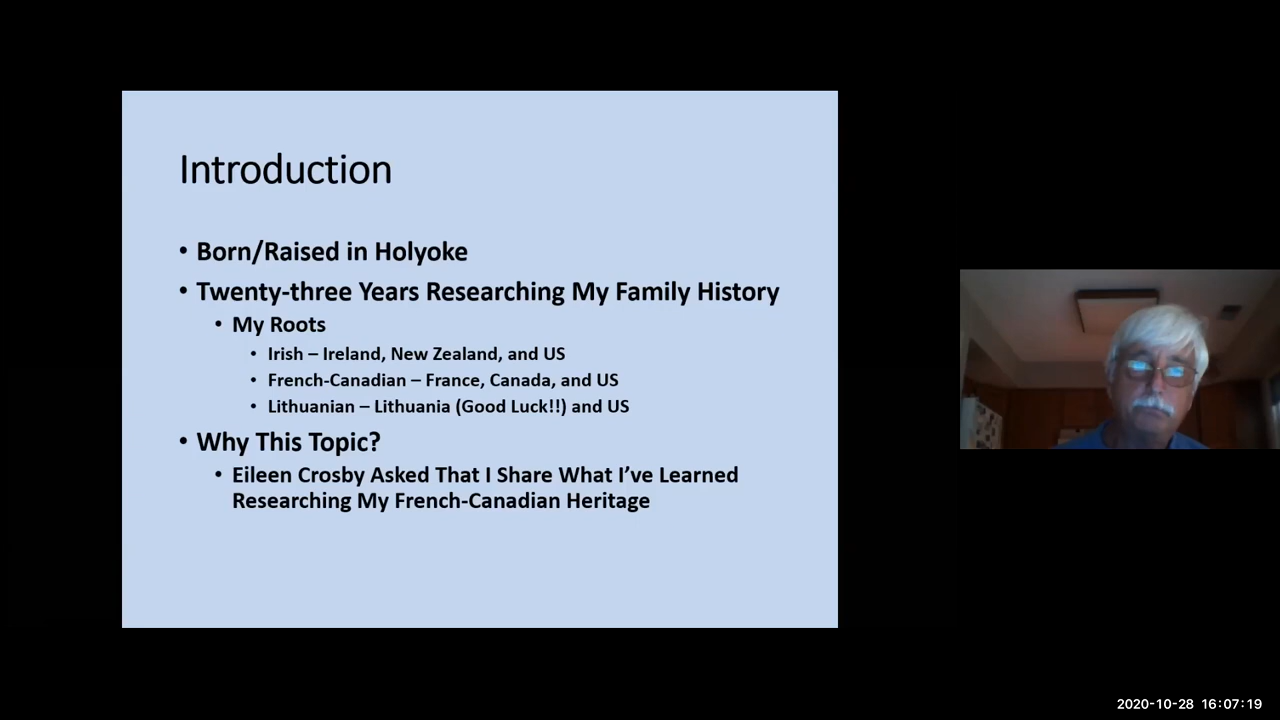 Introduction
• Born/Raised in Holyoke
• Twenty-three Years Researching My Family History
• My Roots
• Irish – Ireland, New Zealand, and US
• French-Canadian – France, Canada, and US
• Lithuanian – Lithuania (Good Luck!!) and US
• Why This Topic?
• Eileen Crosby Asked That I Share What I’ve Learned
Researching My French-Canadian Heritage
2020-10-28 16:07:19